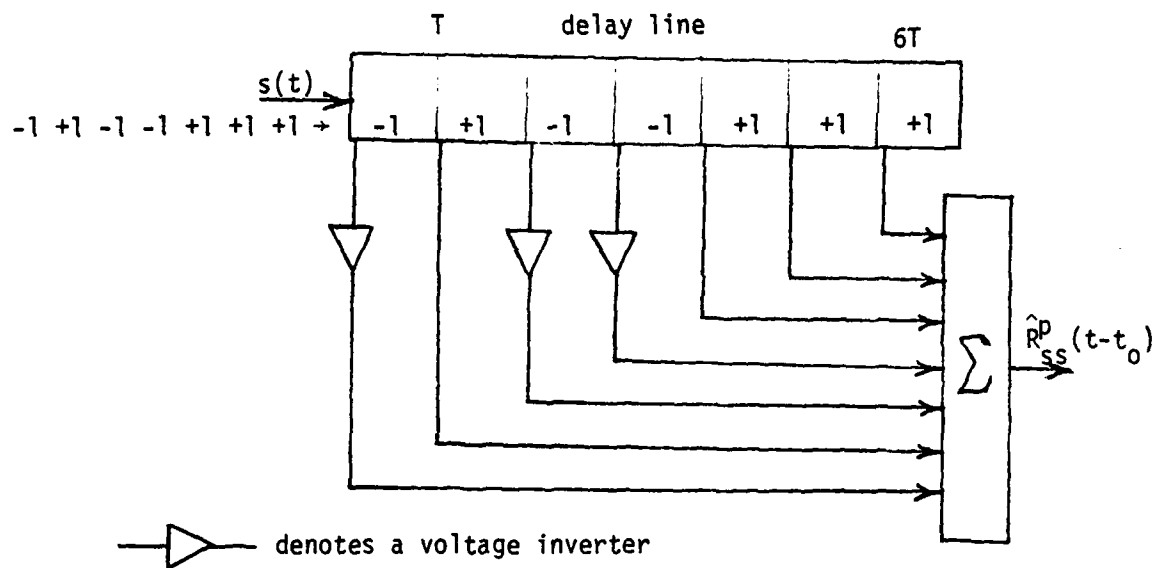 T delay line 6T
s(t)
-1 +1 -1 -1 +1 +1 +1 → -1 +1 -1 -1 +1 +1 +1
Σ
R̂ᵖₛₛ(t-tₒ)
denotes a voltage inverter